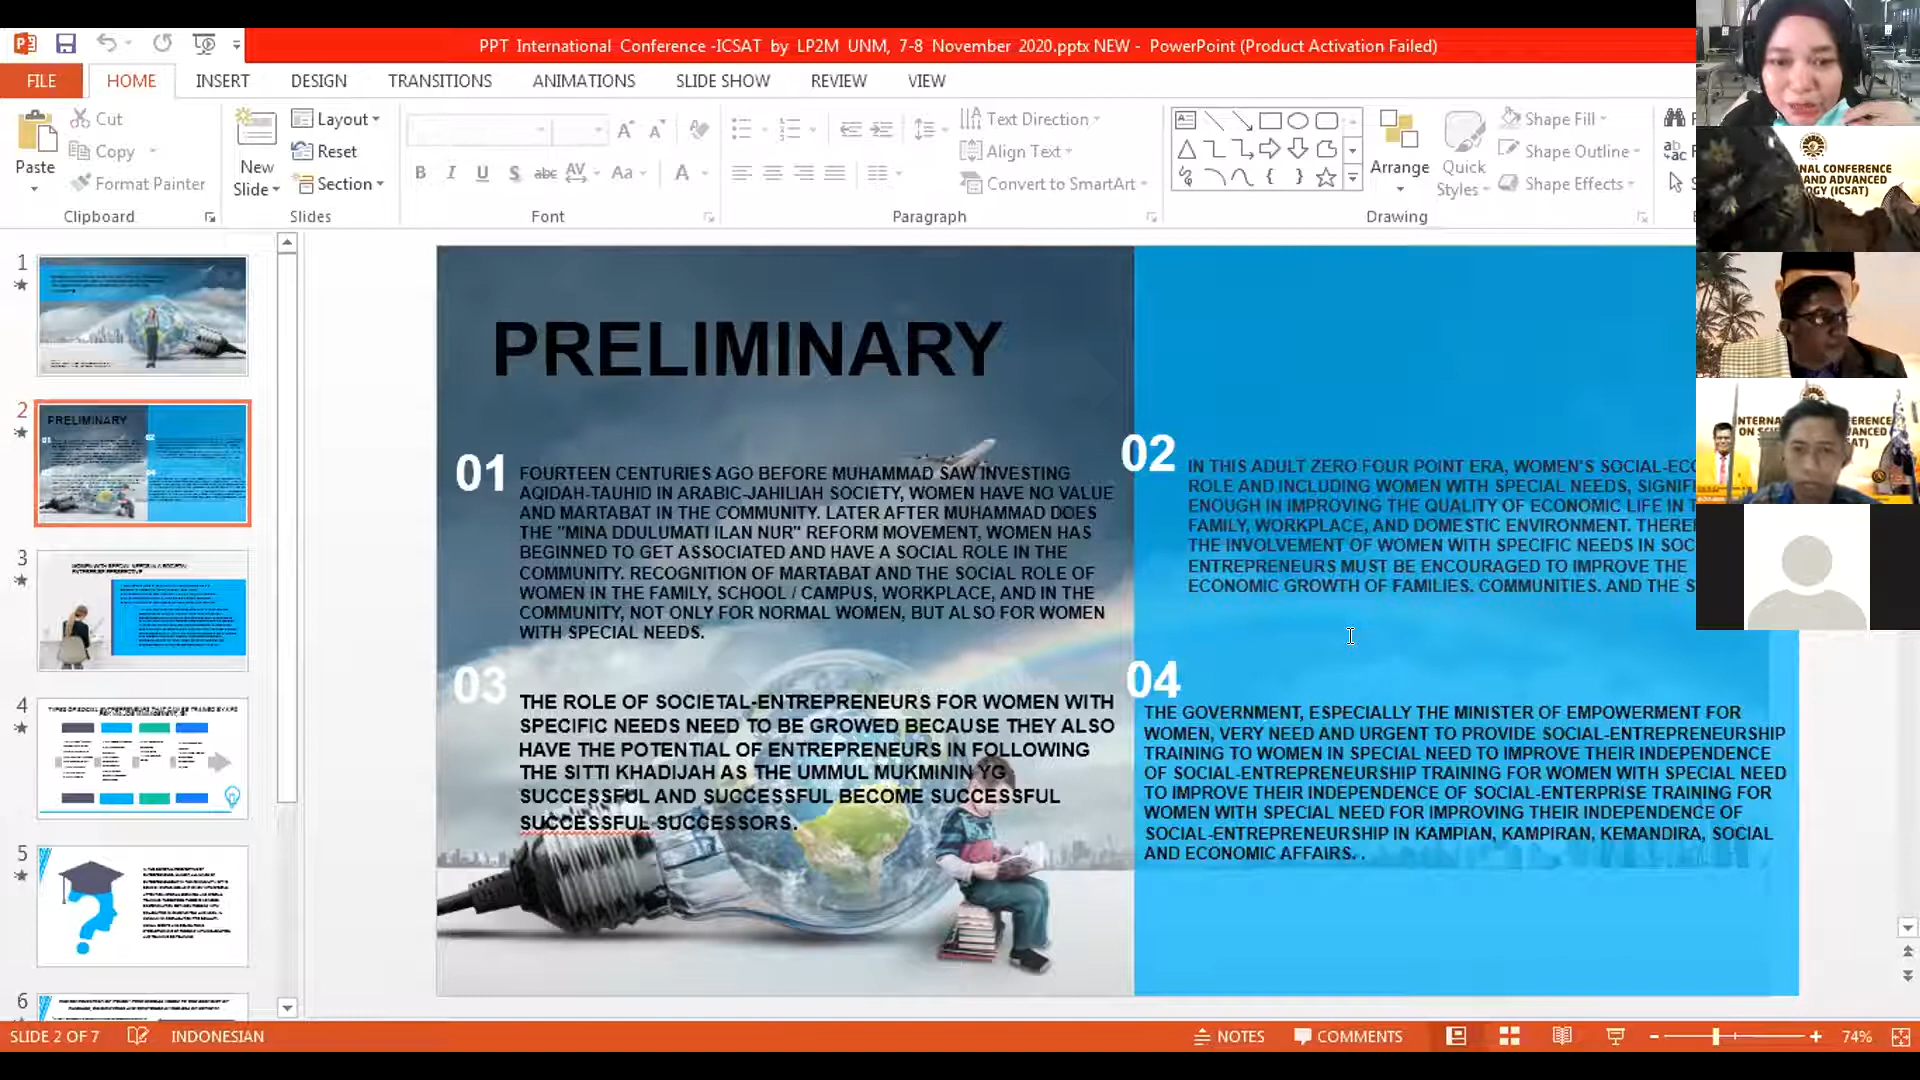 PPT International Conference -ICSAT by LP2M UNM, 7-8 November 2020.pptx NEW - PowerPoint (Product Activation Failed)
FILE HOME INSERT DESIGN TRANSITIONS ANIMATIONS SLIDE SHOW REVIEW VIEW
Paste
Cut
Copy
Format Painter
Clipboard
New
Slide
Layout
Reset
Section
Slides
B I U S abc AV Aa A
Font
Text Direction
Align Text
Convert to SmartArt
Paragraph
Arrange
Quick
Styles
Shape Fill
Shape Outline
Shape Effects
Drawing
NAL CONFERENCE
AND ADVANCED
GY (ICSAT)
1
2
PRELIMINARY
3
4
5
6
PRELIMINARY
01
FOURTEEN CENTURIES AGO BEFORE MUHAMMAD SAW INVESTING
AQIDAH-TAUHID IN ARABIC-JAHILIAH SOCIETY, WOMEN HAVE NO VALUE
AND MARTABAT IN THE COMMUNITY. LATER AFTER MUHAMMAD DOES
THE "MINA DDULUMATI ILAN NUR" REFORM MOVEMENT, WOMEN HAS
BEGINNED TO GET ASSOCIATED AND HAVE A SOCIAL ROLE IN THE
COMMUNITY. RECOGNITION OF MARTABAT AND THE SOCIAL ROLE OF
WOMEN IN THE FAMILY, SCHOOL / CAMPUS, WORKPLACE, AND IN THE
COMMUNITY, NOT ONLY FOR NORMAL WOMEN, BUT ALSO FOR WOMEN
WITH SPECIAL NEEDS.
02
IN THIS ADULT ZERO FOUR POINT ERA, WOMEN'S SOCIAL-ECO
ROLE AND INCLUDING WOMEN WITH SPECIAL NEEDS, SIGNIFI
ENOUGH IN IMPROVING THE QUALITY OF ECONOMIC LIFE IN T
FAMILY, WORKPLACE, AND DOMESTIC ENVIRONMENT. THERE
THE INVOLVEMENT OF WOMEN WITH SPECIFIC NEEDS IN SOC
ENTREPRENEURS MUST BE ENCOURAGED TO IMPROVE THE
ECONOMIC GROWTH OF FAMILIES. COMMUNITIES. AND THE S
03
THE ROLE OF SOCIETAL-ENTREPRENEURS FOR WOMEN WITH
SPECIFIC NEEDS NEED TO BE GROWED BECAUSE THEY ALSO
HAVE THE POTENTIAL OF ENTREPRENEURS IN FOLLOWING
THE SITTI KHADIJAH AS THE UMMUL MUKMININ YG
SUCCESSFUL AND SUCCESSFUL BECOME SUCCESSFUL
SUCCESSFUL SUCCESSORS.
04
THE GOVERNMENT, ESPECIALLY THE MINISTER OF EMPOWERMENT FOR
WOMEN, VERY NEED AND URGENT TO PROVIDE SOCIAL-ENTREPRENEURSHIP
TRAINING TO WOMEN IN SPECIAL NEED TO IMPROVE THEIR INDEPENDENCE
OF SOCIAL-ENTREPRENEURSHIP TRAINING FOR WOMEN WITH SPECIAL NEED
TO IMPROVE THEIR INDEPENDENCE OF SOCIAL-ENTERPRISE TRAINING FOR
WOMEN WITH SPECIAL NEED FOR IMPROVING THEIR INDEPENDENCE OF
SOCIAL-ENTREPRENEURSHIP IN KAMPIAN, KAMPIRAN, KEMANDIRA, SOCIAL
AND ECONOMIC AFFAIRS. .
SLIDE 2 OF 7 INDONESIAN NOTES COMMENTS 74%